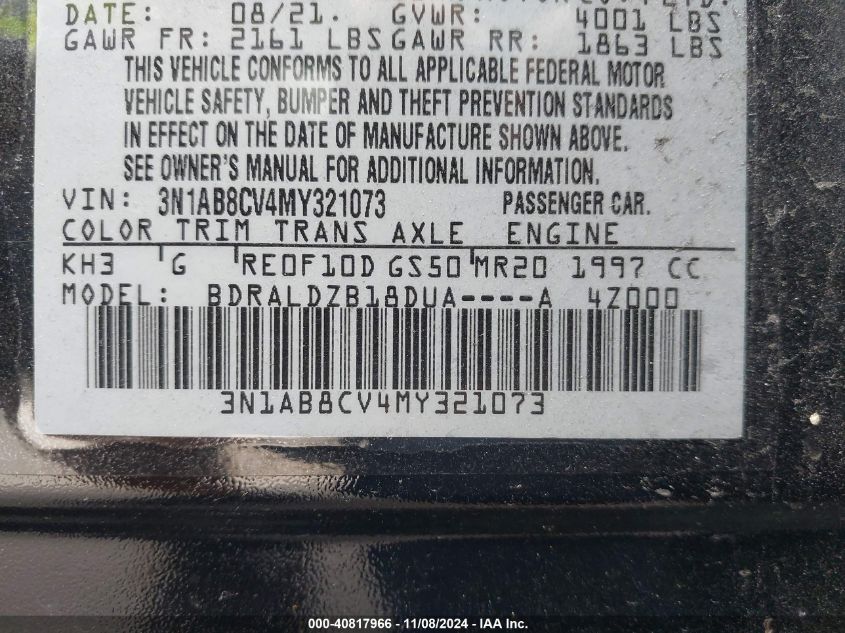 DATE: 08/21. GVWR: 4001 LBS
GAWR FR: 2161 LBS GAWR RR: 1863 LBS
THIS VEHICLE CONFORMS TO ALL APPLICABLE FEDERAL MOTOR
VEHICLE SAFETY, BUMPER AND THEFT PREVENTION STANDARDS
IN EFFECT ON THE DATE OF MANUFACTURE SHOWN ABOVE.
SEE OWNER'S MANUAL FOR ADDITIONAL INFORMATION.
VIN: 3N1AB8CV4MY321073 PASSENGER CAR.
COLOR TRIM TRANS AXLE ENGINE
KH3 G RE0F10D GS50 MR20 1997 CC
MODEL: BDRALDZB18DUA----A 4Z000
3N1AB8CV4MY321073
000-40817966 - 11/08/2024 - IAA Inc.